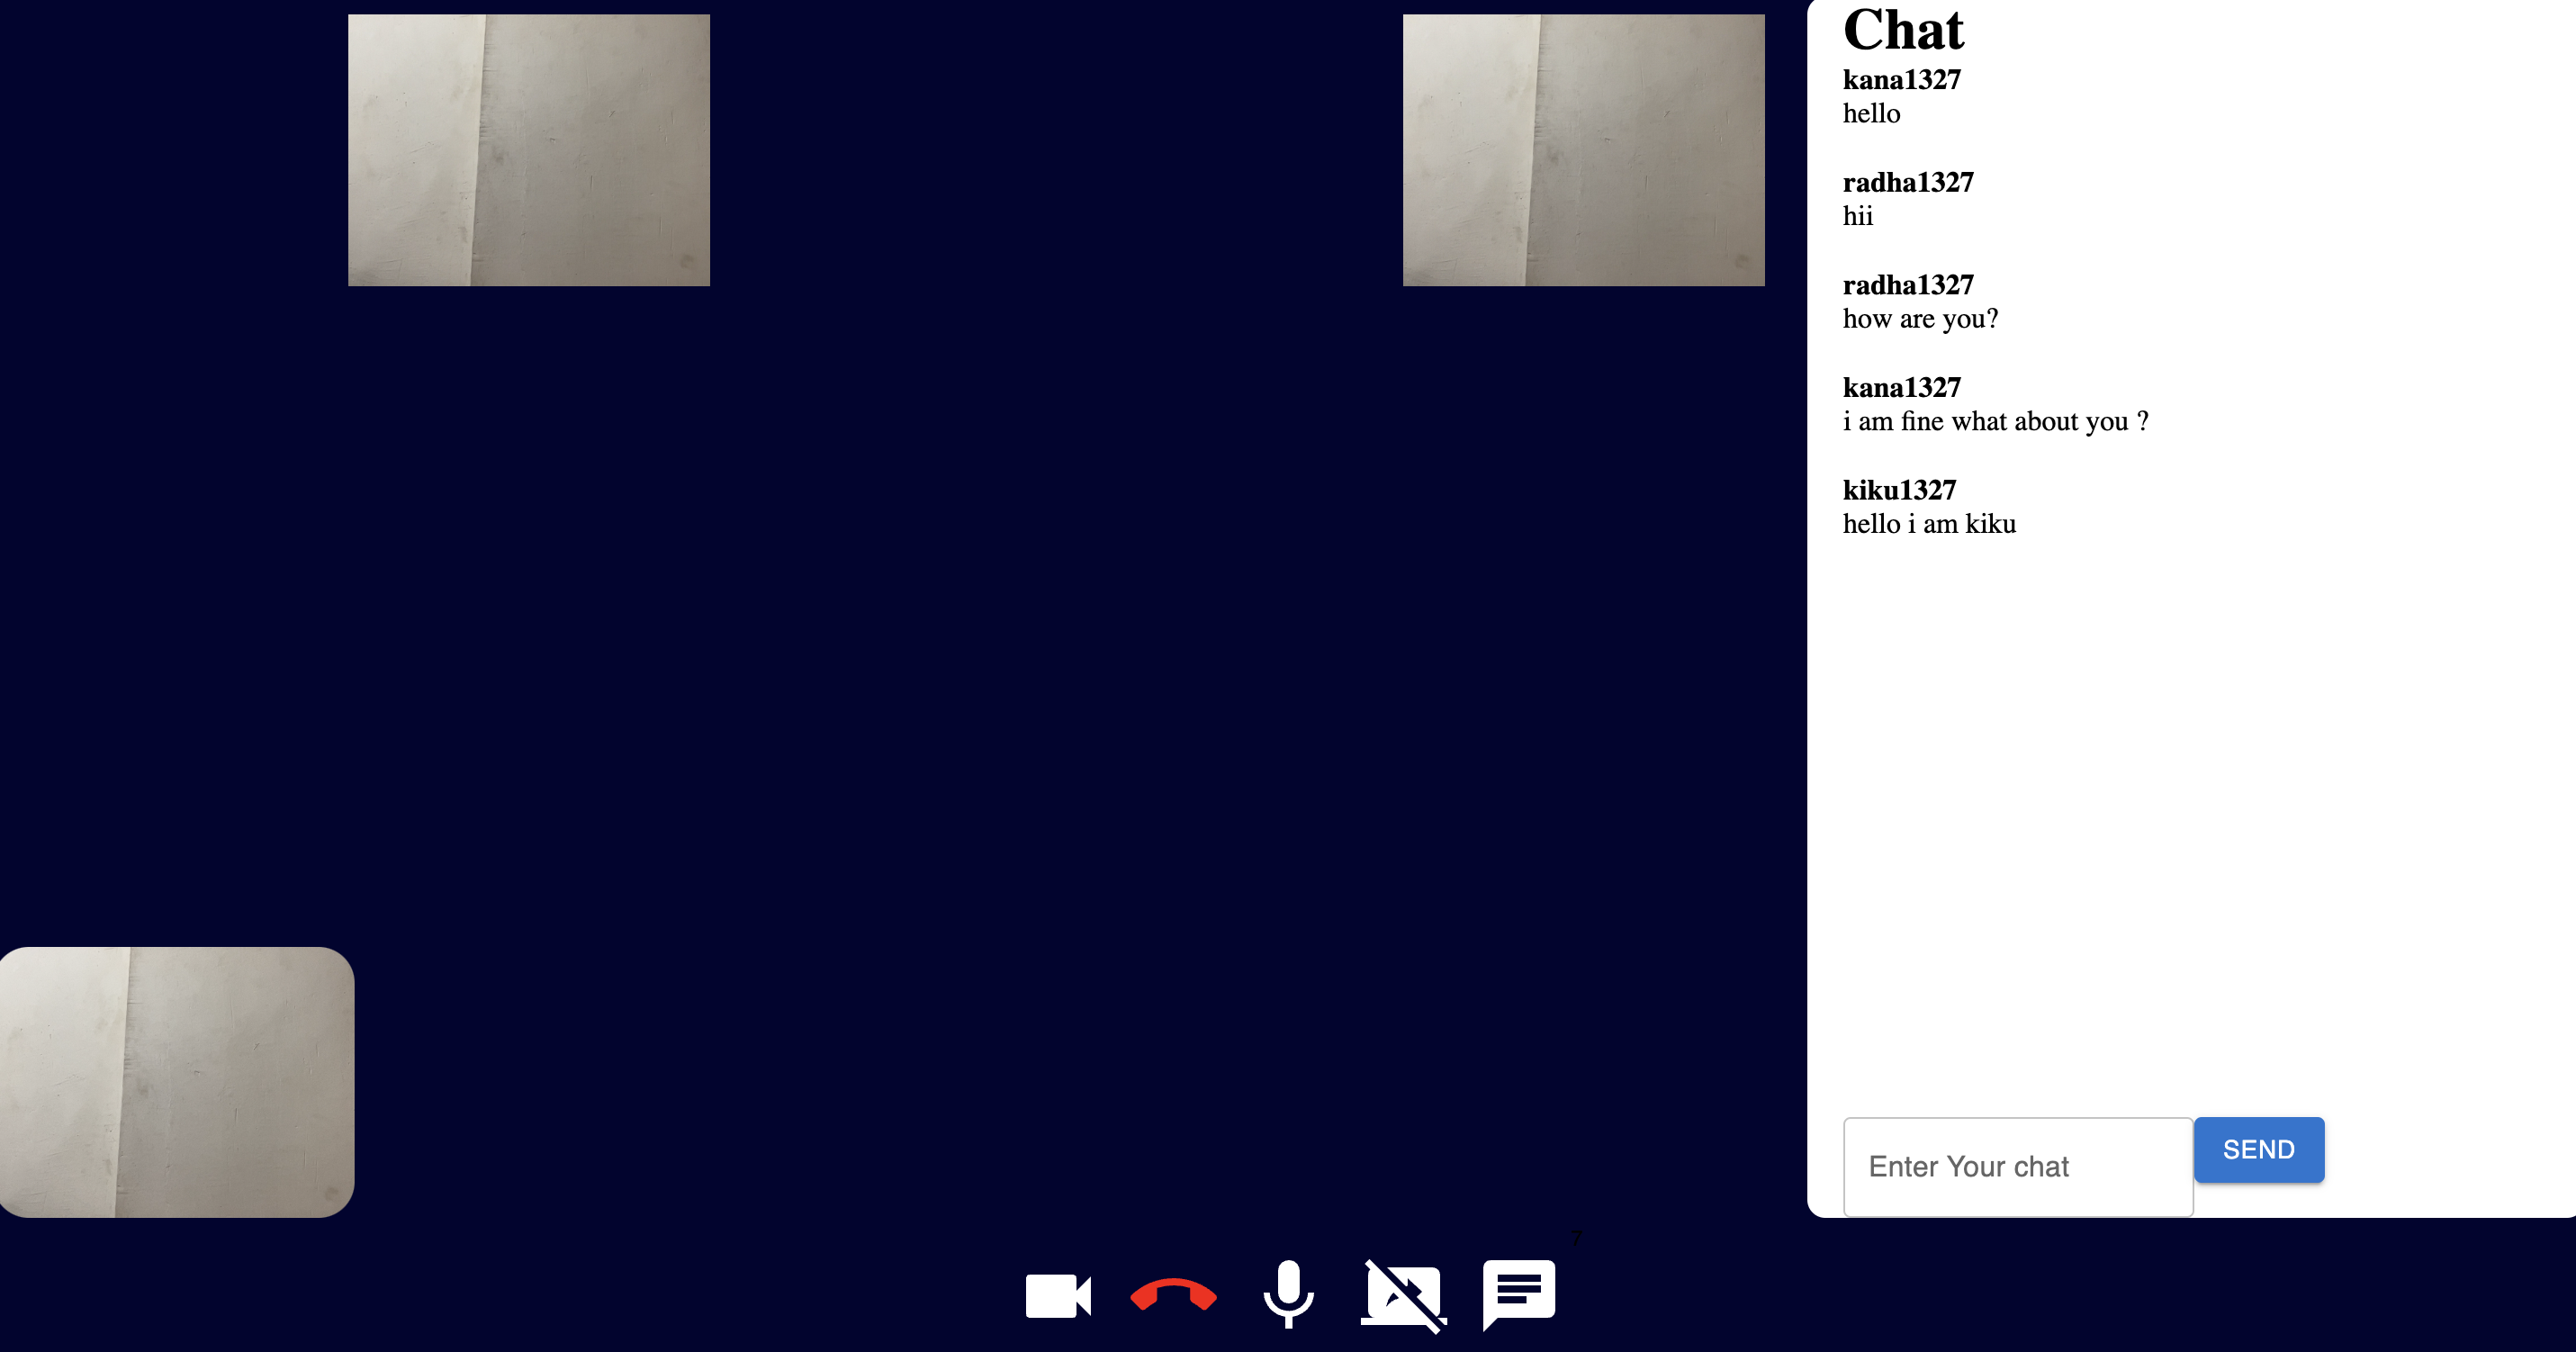 Chat
kana1327
hello
radha1327
hii
radha1327
how are you?
kana1327
i am fine what about you ?
kiku1327
hello i am kiku
Enter Your chat
SEND
7